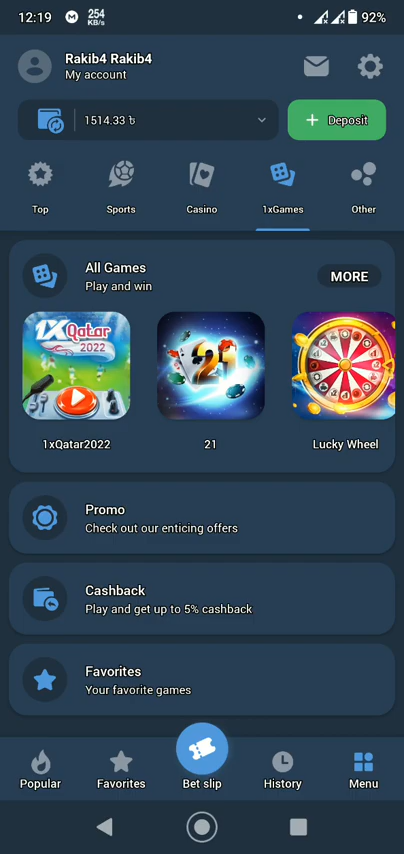 12:19
254
KB/s
92%
Rakib4 Rakib4
My account
1514.33 ৳
+ Deposit
Top
Sports
Casino
1xGames
Other
All Games
Play and win
MORE
1XQatar
2022
21
1xQatar2022
21
Lucky Wheel
Promo
Check out our enticing offers
Cashback
Play and get up to 5% cashback
Favorites
Your favorite games
Popular
Favorites
Bet slip
History
Menu